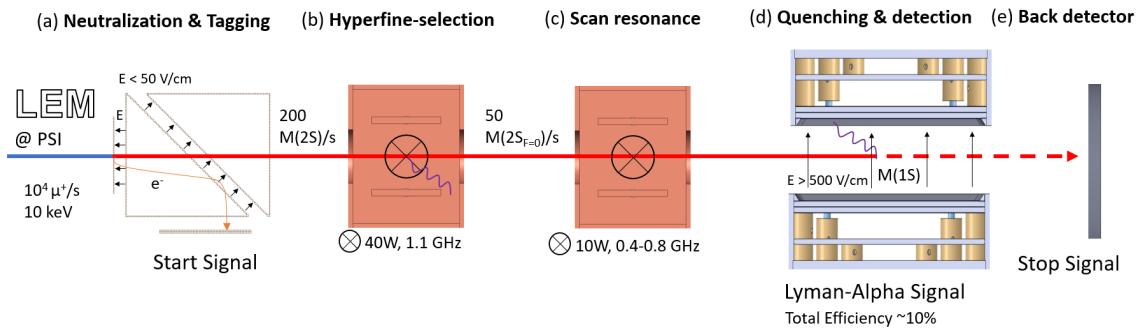 (a) Neutralization & Tagging
(b) Hyperfine-selection
(c) Scan resonance
(d) Quenching & detection
(e) Back detector
E < 50 V/cm
LEM
@ PSI
E
200
M(2S)/s
50
M(2S_F=0)/s
10⁴ μ⁺/s
10 keV
e⁻
Start Signal
40W, 1.1 GHz
10W, 0.4-0.8 GHz
E > 500 V/cm
M(1S)
Lyman-Alpha Signal
Total Efficiency ~10%
Stop Signal